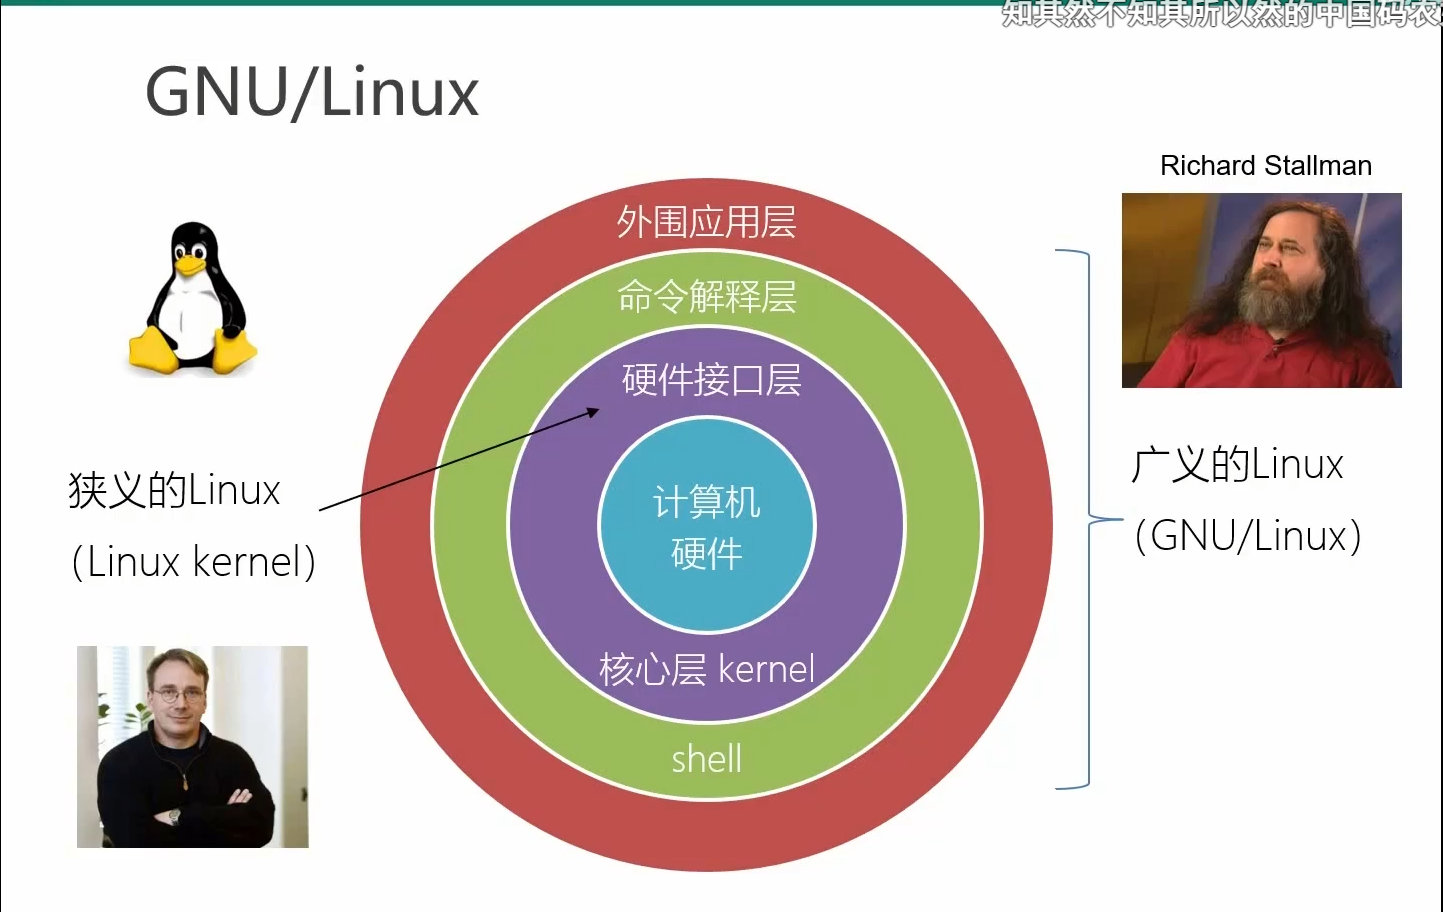 知其然不知其所以然的中国码农
GNU/Linux
Richard Stallman
外围应用层
命令解释层
硬件接口层
计算机
硬件
核心层 kernel
shell
狭义的Linux
（Linux kernel）
广义的Linux
（GNU/Linux）